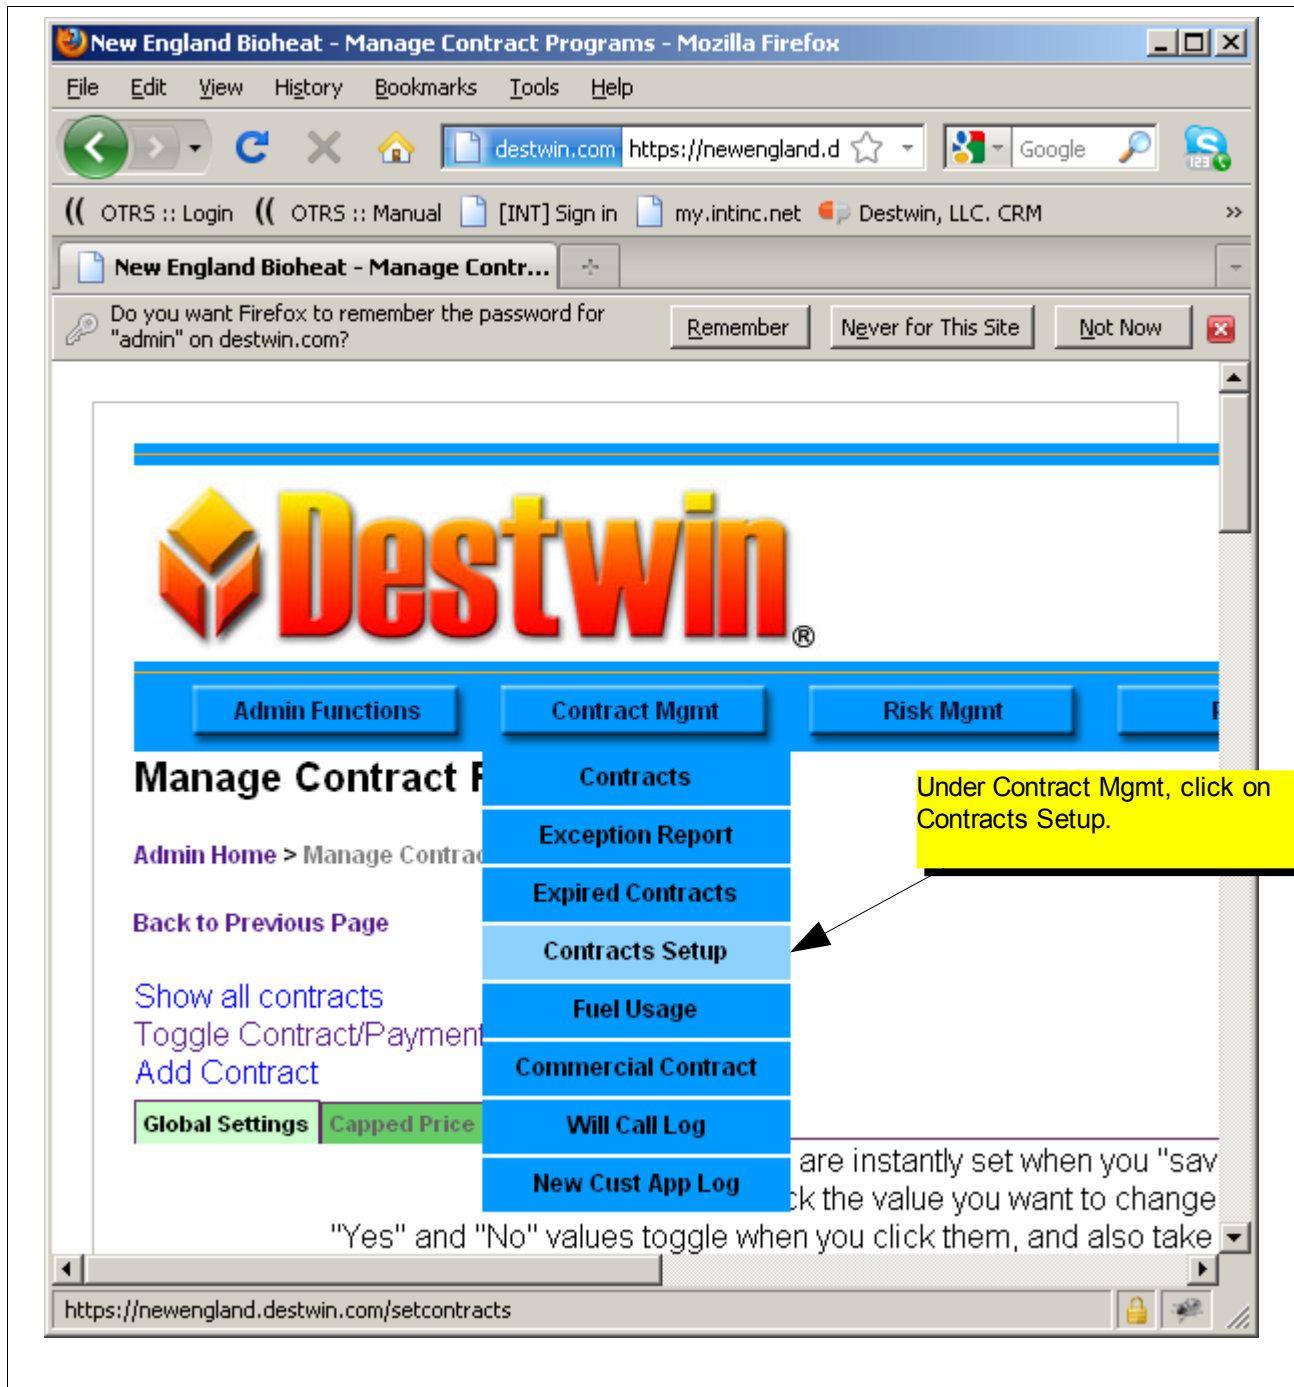 New England Bioheat - Manage Contract Programs - Mozilla Firefox
File Edit View History Bookmarks Tools Help
destwin.com https://newengland.d Google
123
OTRS :: Login OTRS :: Manual [INT] Sign in my.intinc.net Destwin, LLC. CRM »
New England Bioheat - Manage Contr...
Do you want Firefox to remember the password for
"admin" on destwin.com?
Remember Never for This Site Not Now
Destwin®
Admin Functions Contract Mgmt Risk Mgmt
Manage Contract
Contracts
Under Contract Mgmt, click on
Contracts Setup.
Exception Report
Admin Home > Manage Contrac
Expired Contracts
Back to Previous Page
Contracts Setup
Show all contracts
Fuel Usage
Toggle Contract/Payment
Commercial Contract
Add Contract
Global Settings Capped Price
Will Call Log
are instantly set when you "sav
New Cust App Log
ck the value you want to change
"Yes" and "No" values toggle when you click them, and also take
https://newengland.destwin.com/setcontracts